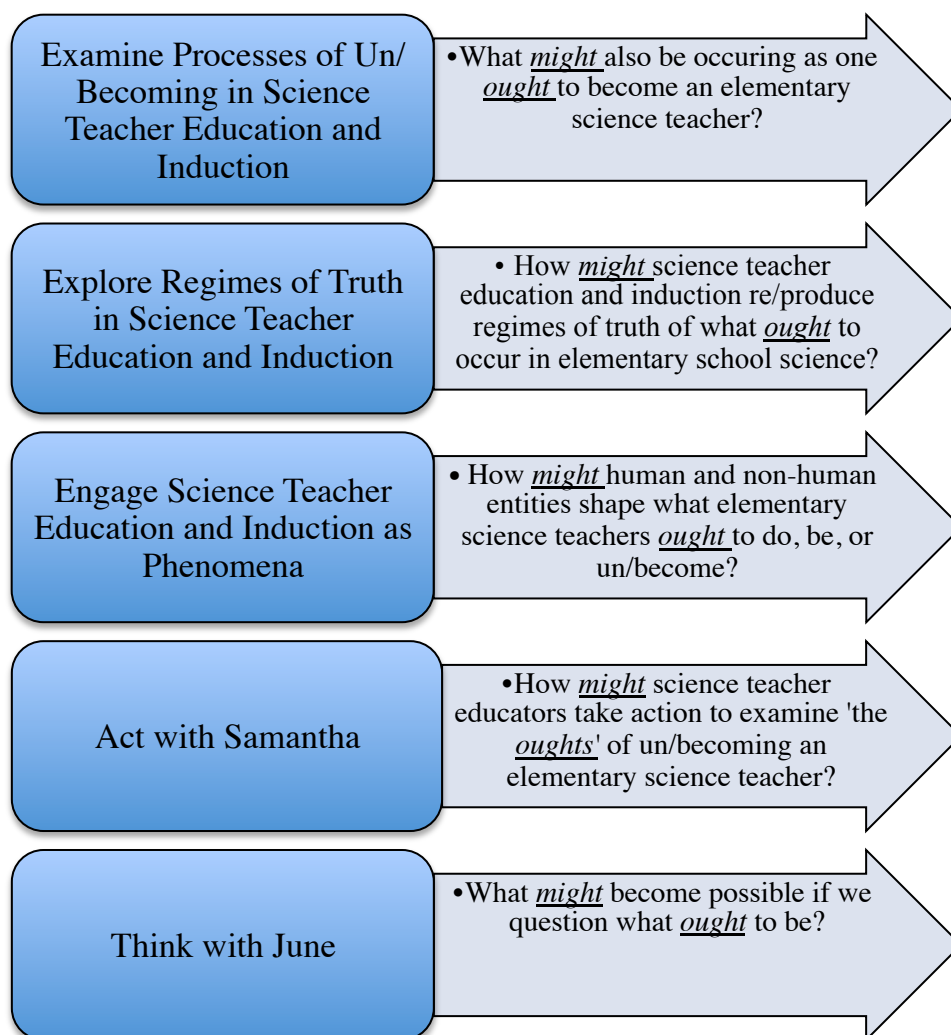 Examine Processes of Un/
Becoming in Science
Teacher Education and
Induction
•What might also be occuring as one
ought to become an elementary
science teacher?
Explore Regimes of Truth
in Science Teacher
Education and Induction
• How might science teacher
education and induction re/produce
regimes of truth of what ought to
occur in elementary school science?
Engage Science Teacher
Education and Induction as
Phenomena
• How might human and non-human
entities shape what elementary
science teachers ought to do, be, or
un/become?
Act with Samantha
•How might science teacher
educators take action to examine 'the
oughts' of un/becoming an
elementary science teacher?
Think with June
•What might become possible if we
question what ought to be?